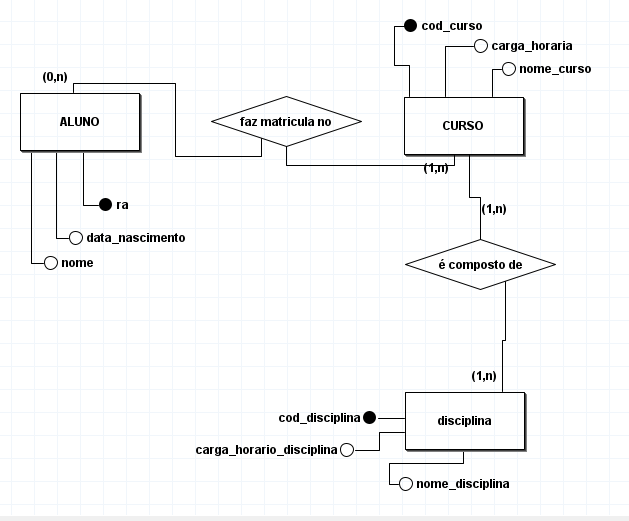 cod_curso
carga_horaria
nome_curso
(0,n)
ALUNO
faz matricula no
CURSO
(1,n)
ra
(1,n)
data_nascimento
nome
é composto de
(1,n)
cod_disciplina
disciplina
carga_horario_disciplina
nome_disciplina